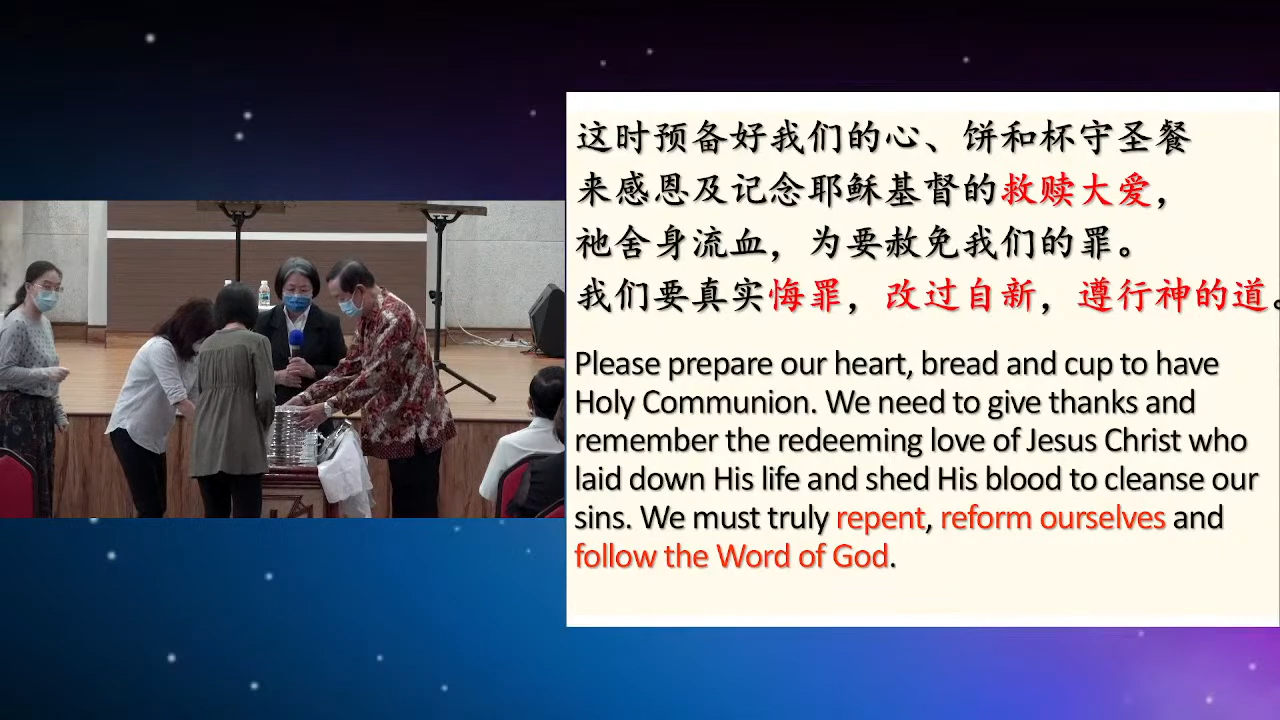 这时预备好我们的心、饼和杯守圣餐
来感恩及记念耶稣基督的救赎大爱，
祂舍身流血，为要赦免我们的罪。
我们要真实悔罪，改过自新，遵行神的道。
Please prepare our heart, bread and cup to have
Holy Communion. We need to give thanks and
remember the redeeming love of Jesus Christ who
laid down His life and shed His blood to cleanse our
sins. We must truly repent, reform ourselves and
follow the Word of God.